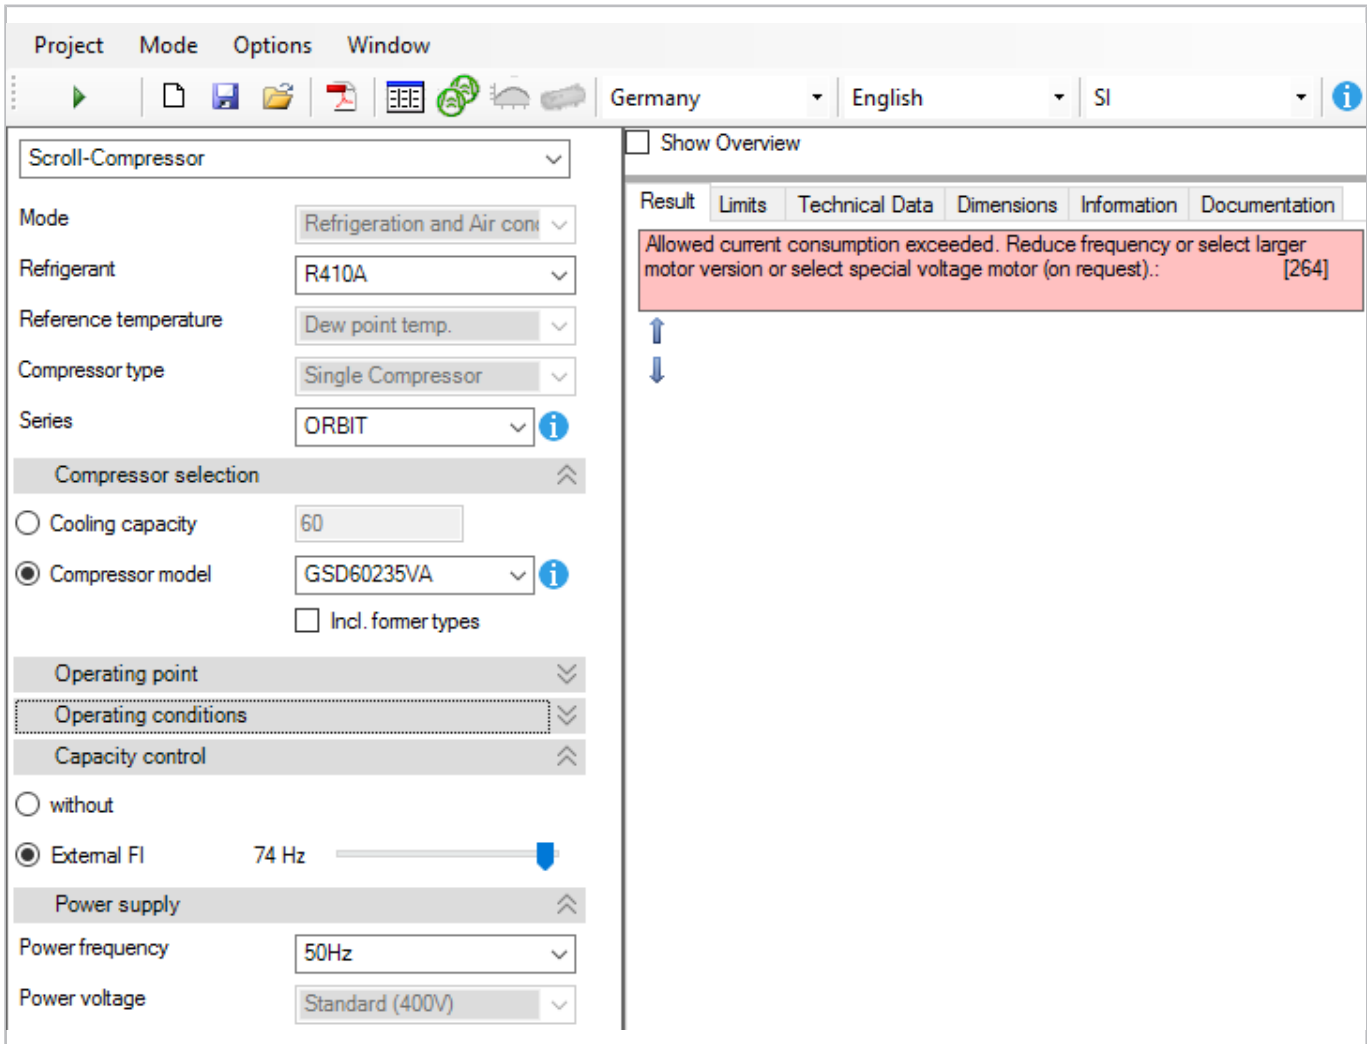 Project Mode Options Window
Germany English SI
Scroll-Compressor
Mode Refrigeration and Air con
Refrigerant R410A
Reference temperature Dew point temp.
Compressor type Single Compressor
Series ORBIT
Compressor selection
Cooling capacity 60
Compressor model GSD60235VA
Incl. former types
Operating point
Operating conditions
Capacity control
without
External FI 74 Hz
Power supply
Power frequency 50Hz
Power voltage Standard (400V)
Show Overview
Result Limits Technical Data Dimensions Information Documentation
Allowed current consumption exceeded. Reduce frequency or select larger
motor version or select special voltage motor (on request).: [264]